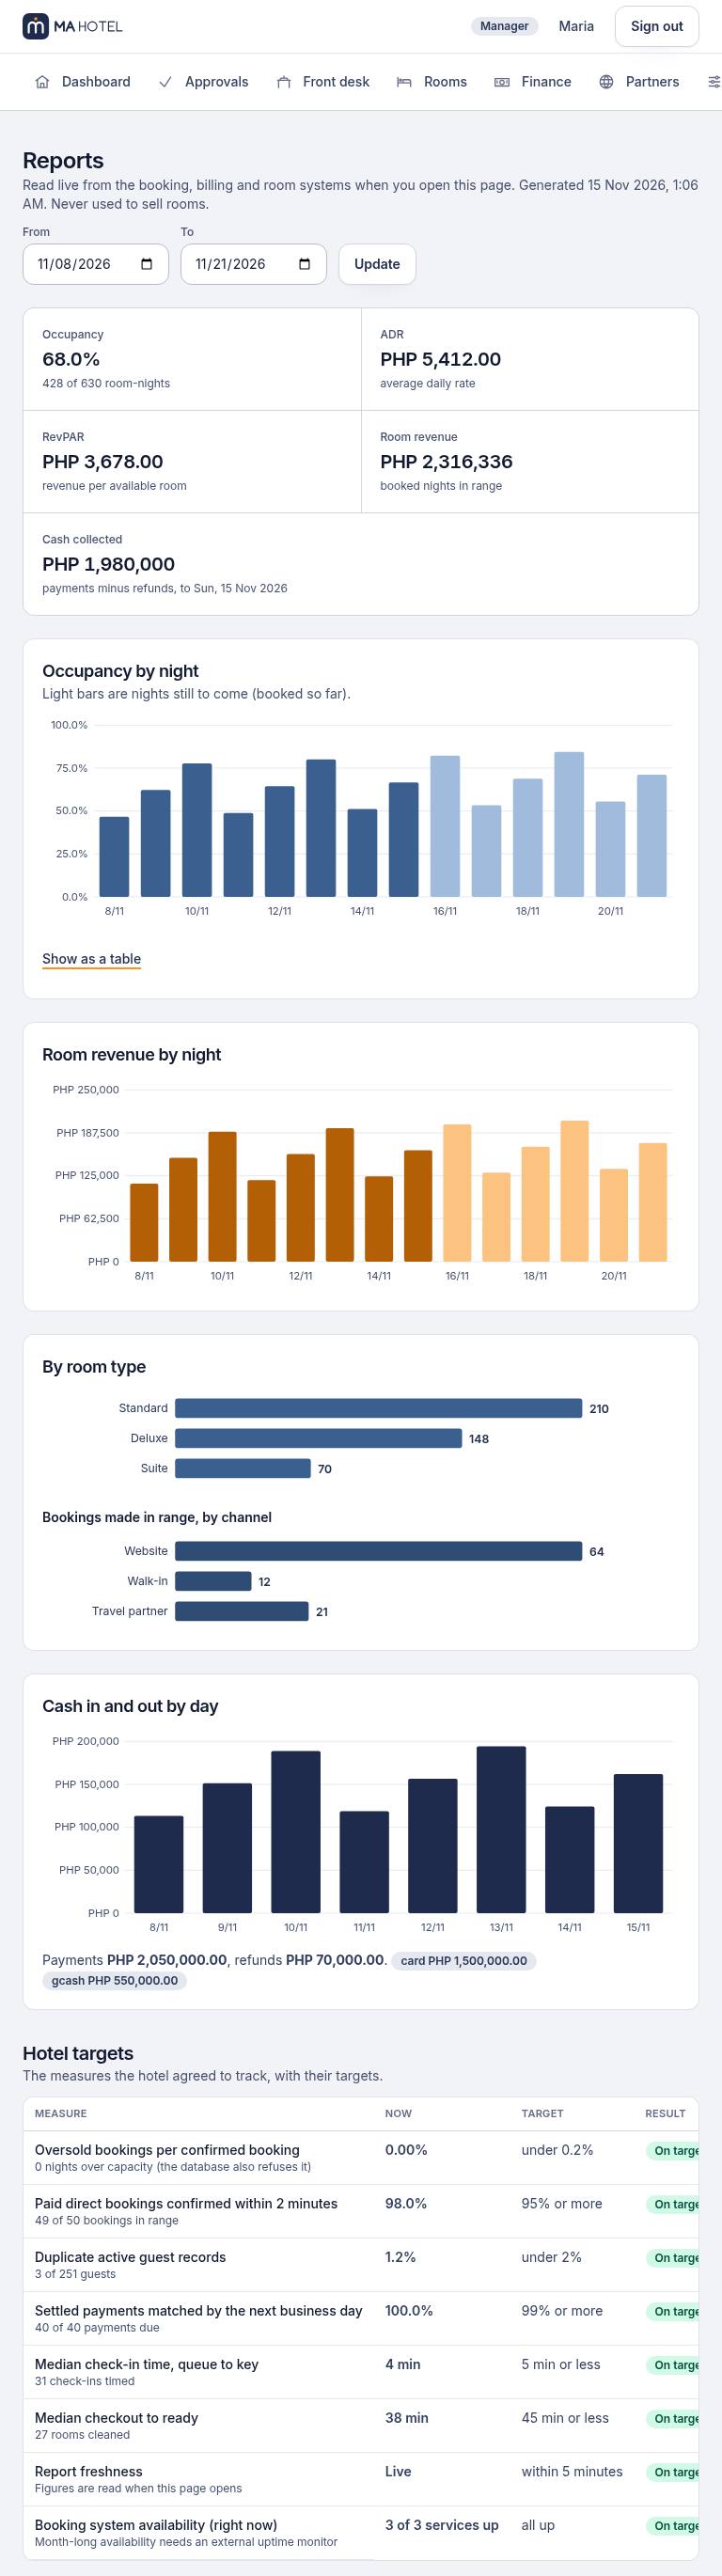 MA HOTEL
Manager Maria Sign out
Dashboard Approvals Front desk Rooms Finance Partners
Reports
Read live from the booking, billing and room systems when you open this page. Generated 15 Nov 2026, 1:06
AM. Never used to sell rooms.
From To
11/08/2026 11/21/2026 Update
Occupancy
68.0%
428 of 630 room-nights
ADR
PHP 5,412.00
average daily rate
RevPAR
PHP 3,678.00
revenue per available room
Room revenue
PHP 2,316,336
booked nights in range
Cash collected
PHP 1,980,000
payments minus refunds, to Sun, 15 Nov 2026
Occupancy by night
Light bars are nights still to come (booked so far).
100.0%
75.0%
50.0%
25.0%
0.0%
8/11 10/11 12/11 14/11 16/11 18/11 20/11
Show as a table
Room revenue by night
PHP 250,000
PHP 187,500
PHP 125,000
PHP 62,500
PHP 0
8/11 10/11 12/11 14/11 16/11 18/11 20/11
By room type
Standard 210
Deluxe 148
Suite 70
Bookings made in range, by channel
Website 64
Walk-in 12
Travel partner 21
Cash in and out by day
PHP 200,000
PHP 150,000
PHP 100,000
PHP 50,000
PHP 0
8/11 9/11 10/11 11/11 12/11 13/11 14/11 15/11
Payments PHP 2,050,000.00, refunds PHP 70,000.00. card PHP 1,500,000.00
gcash PHP 550,000.00
Hotel targets
The measures the hotel agreed to track, with their targets.
MEASURE NOW TARGET RESULT
Oversold bookings per confirmed booking 0.00% under 0.2% On targe
0 nights over capacity (the database also refuses it)
Paid direct bookings confirmed within 2 minutes 98.0% 95% or more On targe
49 of 50 bookings in range
Duplicate active guest records 1.2% under 2% On targe
3 of 251 guests
Settled payments matched by the next business day 100.0% 99% or more On targe
40 of 40 payments due
Median check-in time, queue to key 4 min 5 min or less On targe
31 check-ins timed
Median checkout to ready 38 min 45 min or less On targe
27 rooms cleaned
Report freshness Live within 5 minutes On targe
Figures are read when this page opens
Booking system availability (right now) 3 of 3 services up all up On targe
Month-long availability needs an external uptime monitor